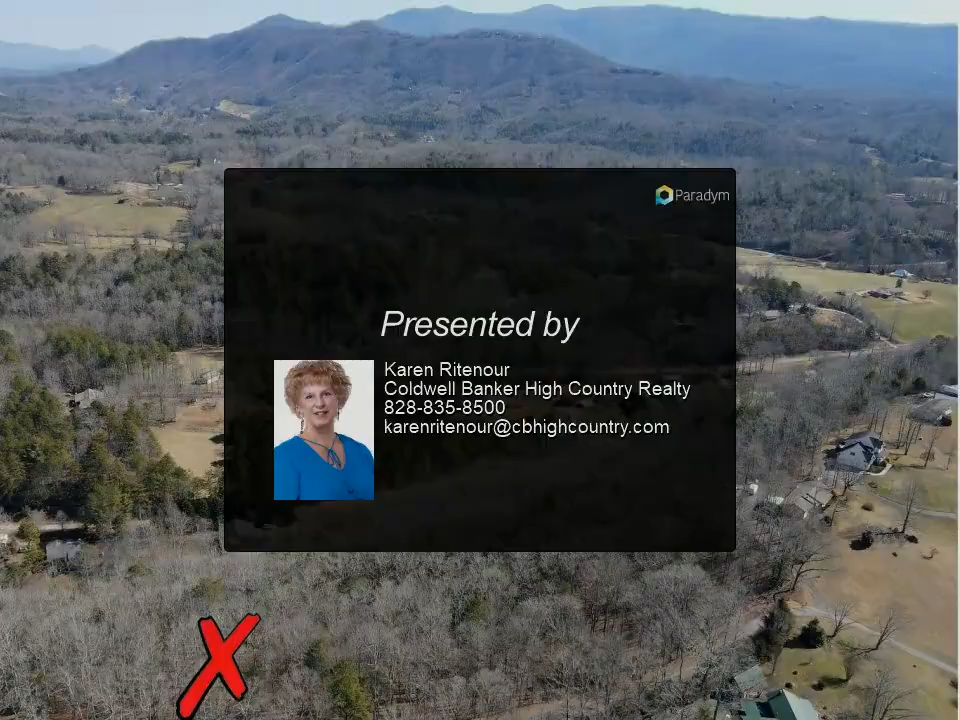 Paradym
Presented by
Karen Ritenour
Coldwell Banker High Country Realty
828-835-8500
karenritenour@cbhighcountry.com